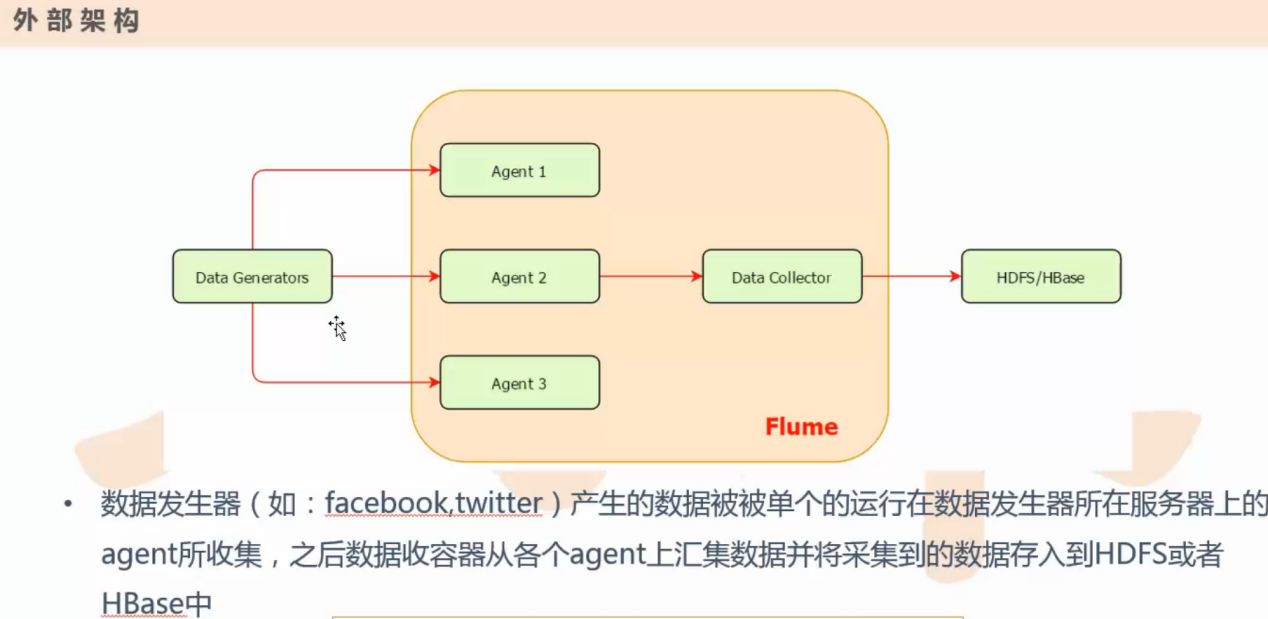 外部架构
Agent 1
Data Generators
Agent 2
Data Collector
HDFS/HBase
Agent 3
Flume
• 数据发生器（如：facebook,twitter）产生的数据被被单个的运行在数据发生器所在服务器上的
agent所收集，之后数据收容器从各个agent上汇集数据并将采集到的数据存入到HDFS或者
HBase中